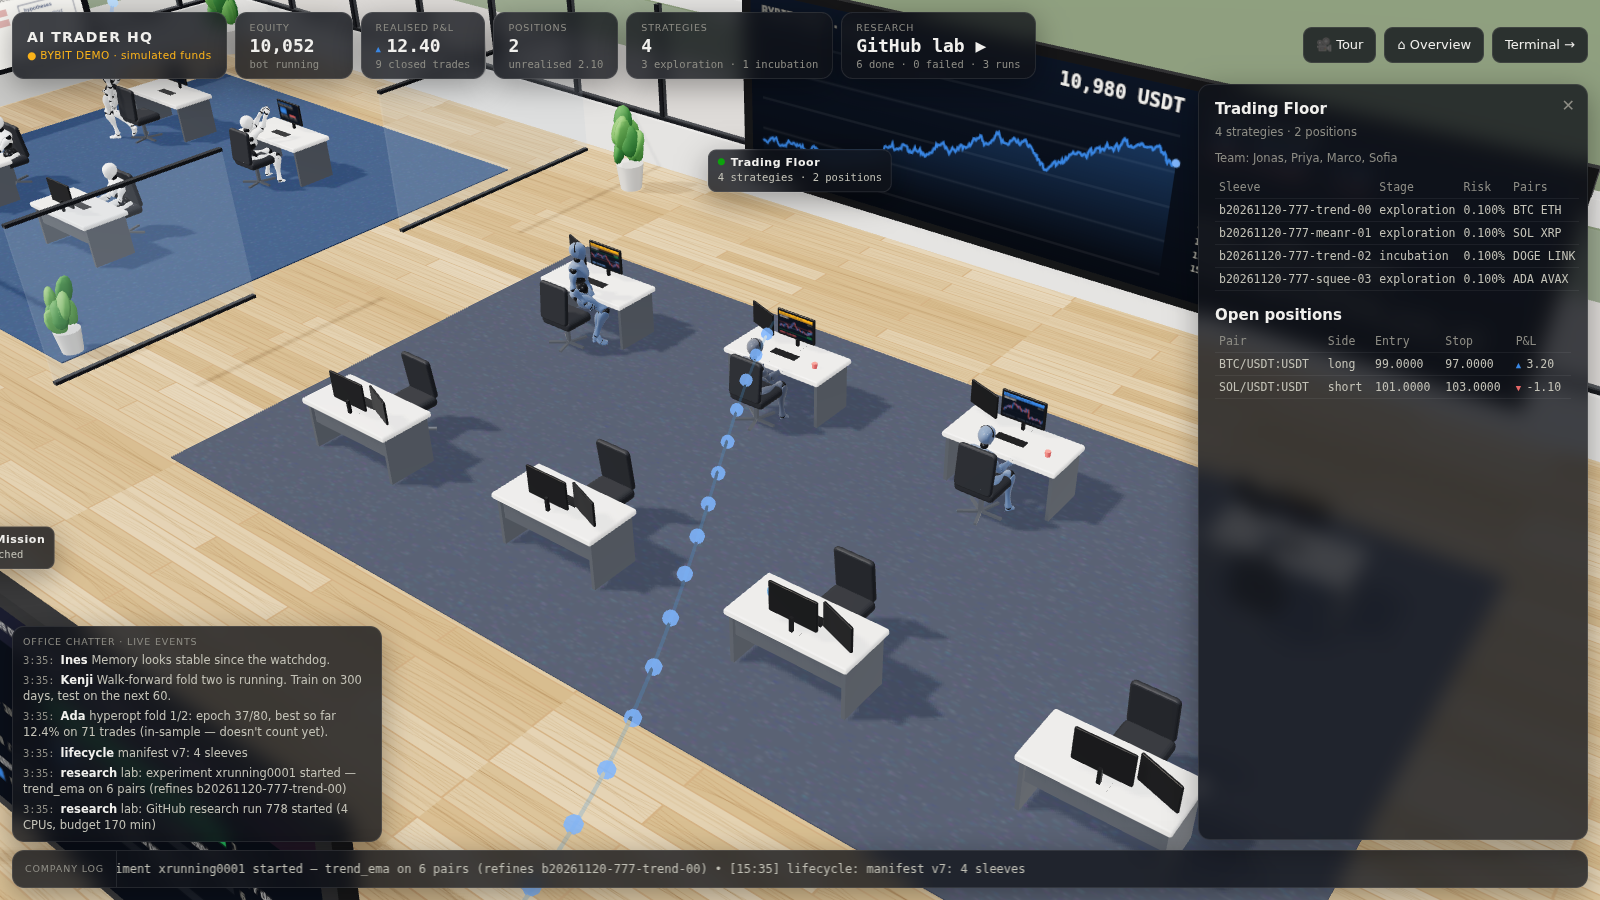 AI TRADER HQ
BYBIT DEMO · simulated funds
EQUITY
10,052
bot running
REALISED P&L
▲ 12.40
9 closed trades
POSITIONS
2
unrealised 2.10
STRATEGIES
4
3 exploration · 1 incubation
RESEARCH
GitHub lab ▶
6 done · 0 failed · 3 runs
Tour
⌂ Overview
Terminal →
10,980 USDT
Trading Floor
4 strategies · 2 positions
Trading Floor
✕
4 strategies · 2 positions
Team: Jonas, Priya, Marco, Sofia
Sleeve Stage Risk Pairs
b20261120-777-trend-00 exploration 0.100% BTC ETH
b20261120-777-meanr-01 exploration 0.100% SOL XRP
b20261120-777-trend-02 incubation 0.100% DOGE LINK
b20261120-777-squee-03 exploration 0.100% ADA AVAX
Open positions
Pair Side Entry Stop P&L
BTC/USDT:USDT long 99.0000 97.0000 ▲ 3.20
SOL/USDT:USDT short 101.0000 103.0000 ▼ -1.10
Mission
ched
OFFICE CHATTER · LIVE EVENTS
3:35: Ines Memory looks stable since the watchdog.
3:35: Kenji Walk-forward fold two is running. Train on 300
days, test on the next 60.
3:35: Ada hyperopt fold 1/2: epoch 37/80, best so far
12.4% on 71 trades (in-sample — doesn't count yet).
3:35: lifecycle manifest v7: 4 sleeves
3:35: research lab: experiment xrunning0001 started —
trend_ema on 6 pairs (refines b20261120-777-trend-00)
3:35: research lab: GitHub research run 778 started (4
CPUs, budget 170 min)
COMPANY LOG
iment xrunning0001 started — trend_ema on 6 pairs (refines b20261120-777-trend-00) • [15:35] lifecycle: manifest v7: 4 sleeves